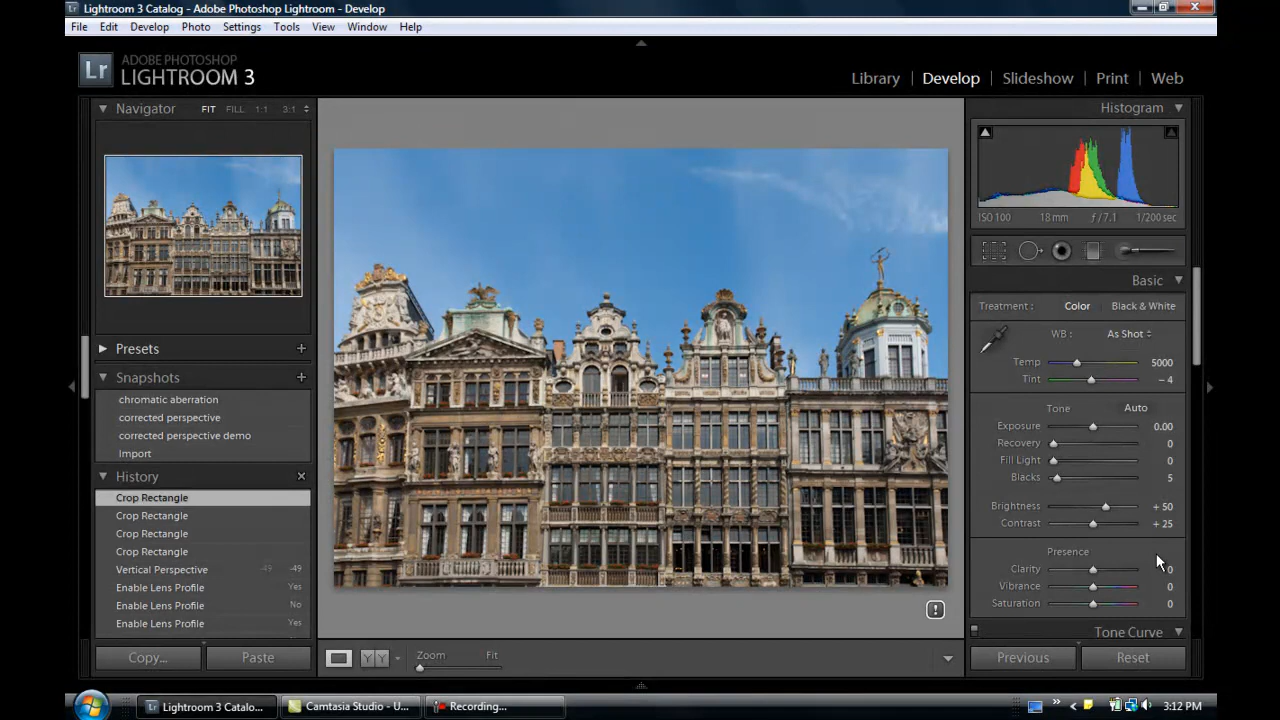 Lightroom 3 Catalog - Adobe Photoshop Lightroom - Develop
File Edit Develop Photo Settings Tools View Window Help
Lr ADOBE PHOTOSHOP
LIGHTROOM 3
Library | Develop | Slideshow | Print | Web
Navigator FIT FILL 1:1 3:1
Presets +
Snapshots +
chromatic aberration
corrected perspective
corrected perspective demo
Import
History ×
Crop Rectangle
Crop Rectangle
Crop Rectangle
Crop Rectangle
Vertical Perspective -49 -49
Enable Lens Profile Yes
Enable Lens Profile No
Enable Lens Profile Yes
Copy... Paste
Y Y Zoom Fit
Histogram
ISO 100 18 mm f / 7.1 1/200 sec
Basic
Treatment : Color Black & White
WB : As Shot
Temp 5000
Tint – 4
Tone Auto
Exposure 0.00
Recovery 0
Fill Light 0
Blacks 5
Brightness + 50
Contrast + 25
Presence
Clarity 0
Vibrance 0
Saturation 0
Tone Curve
Previous Reset
Lr Lightroom 3 Catalo... Camtasia Studio - U... Recording... 3:12 PM